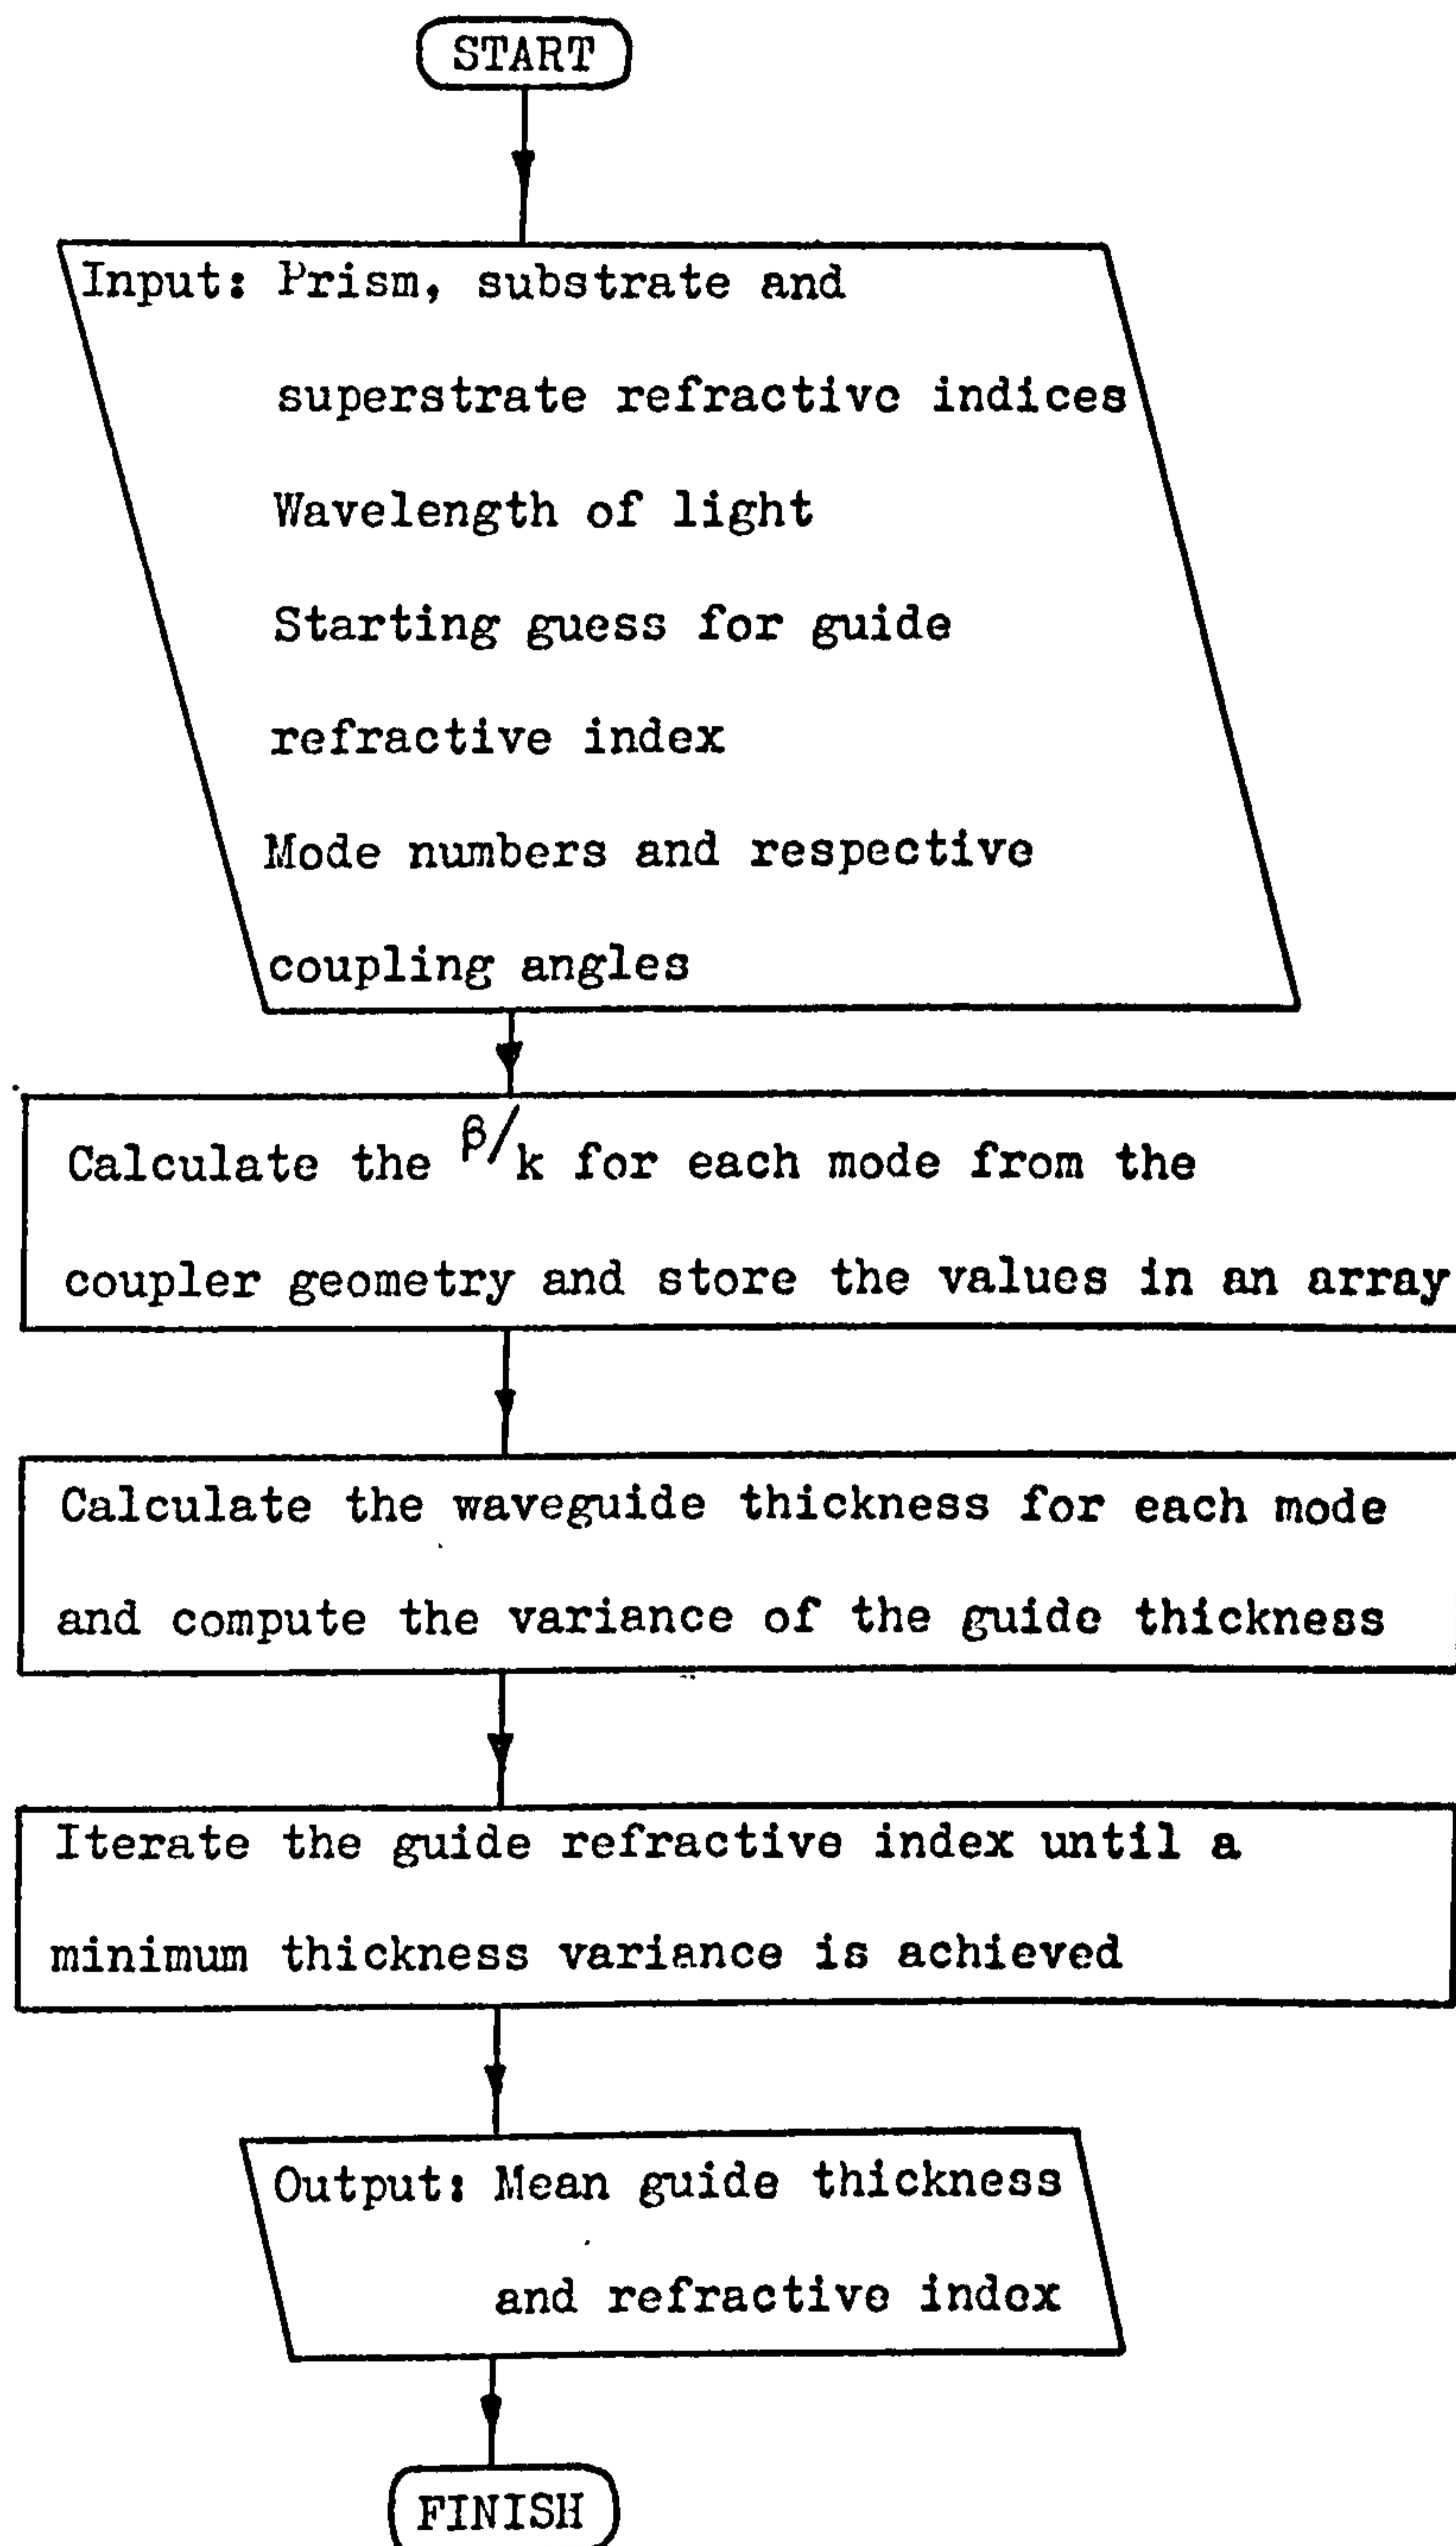 START
Input: Prism, substrate and
superstrate refractive indices
Wavelength of light
Starting guess for guide
refractive index
Mode numbers and respective
coupling angles
Calculate the β/k for each mode from the
coupler geometry and store the values in an array
Calculate the waveguide thickness for each mode
and compute the variance of the guide thickness
Iterate the guide refractive index until a
minimum thickness variance is achieved
Output: Mean guide thickness
and refractive index
FINISH